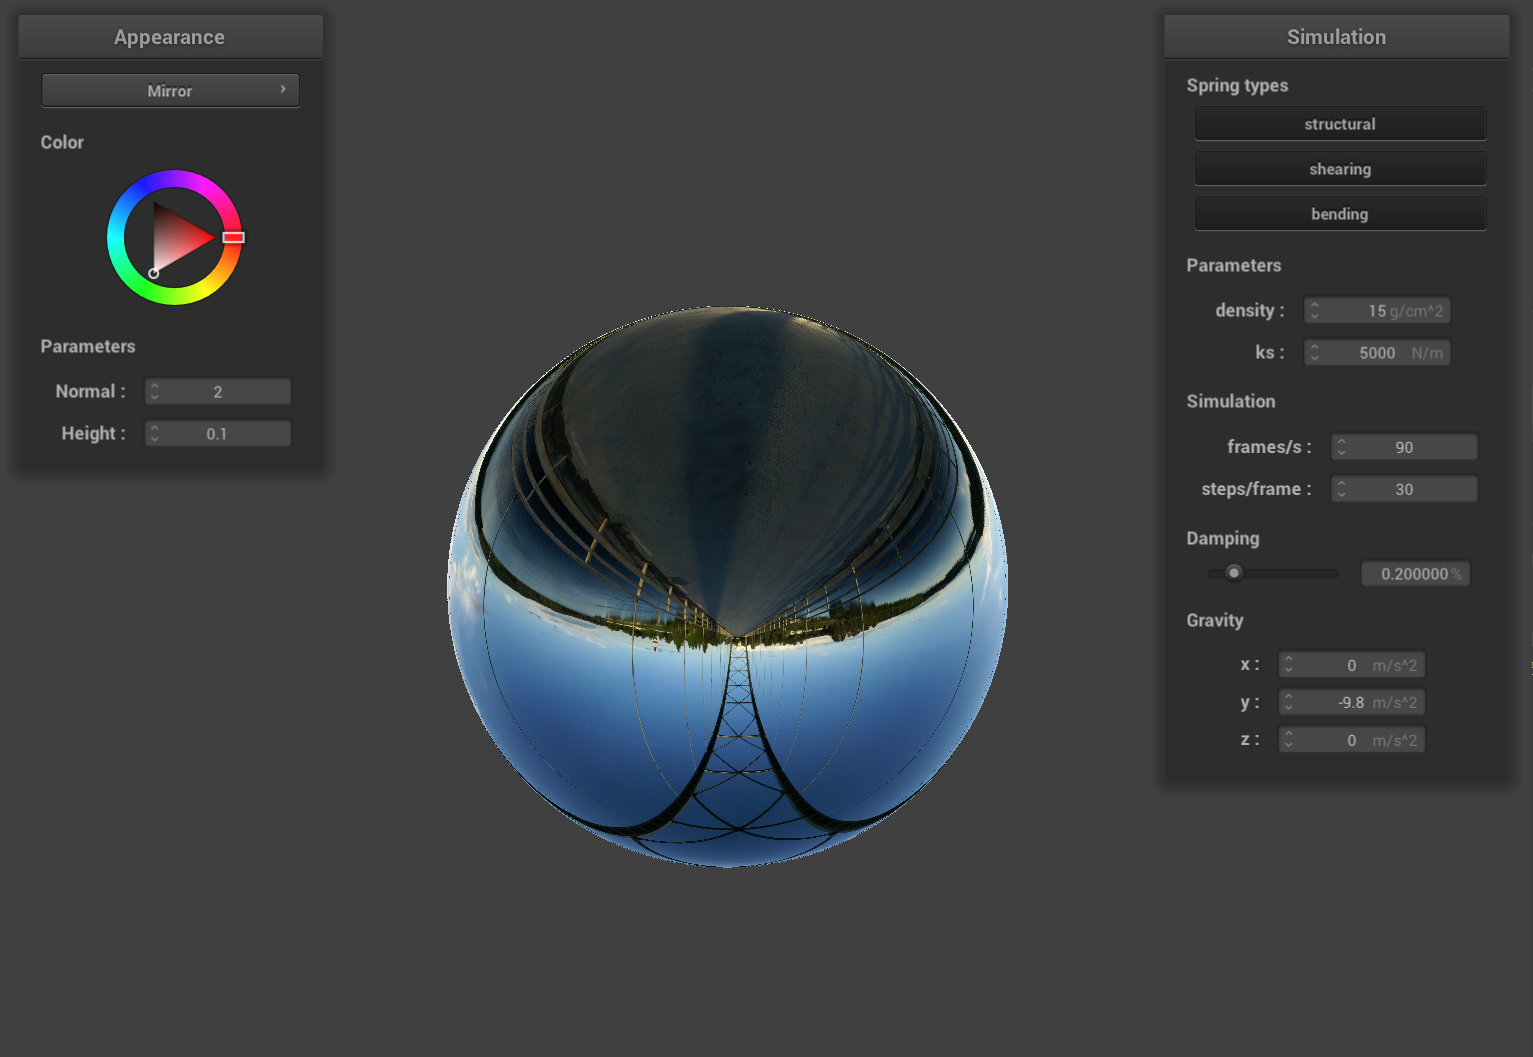 Appearance
Mirror
Color
Parameters
Normal : 2
Height : 0.1
Simulation
Spring types
structural
shearing
bending
Parameters
density : 15 g/cm^2
ks : 5000 N/m
Simulation
frames/s : 90
steps/frame : 30
Damping
0.200000 %
Gravity
x : 0 m/s^2
y : -9.8 m/s^2
z : 0 m/s^2